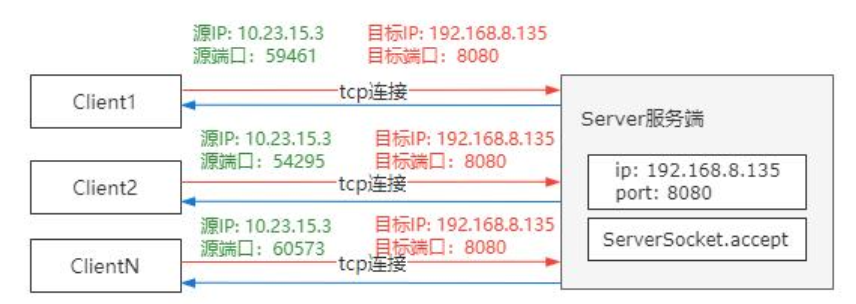 源IP: 10.23.15.3 目标IP: 192.168.8.135
源端口：59461 目标端口：8080
Client1
tcp连接
Server服务端
源IP: 10.23.15.3 目标IP: 192.168.8.135
源端口：54295 目标端口：8080
Client2
tcp连接
ip: 192.168.8.135
port: 8080
源IP: 10.23.15.3 目标IP: 192.168.8.135
源端口：60573 目标端口：8080
ServerSocket.accept
ClientN
tcp连接